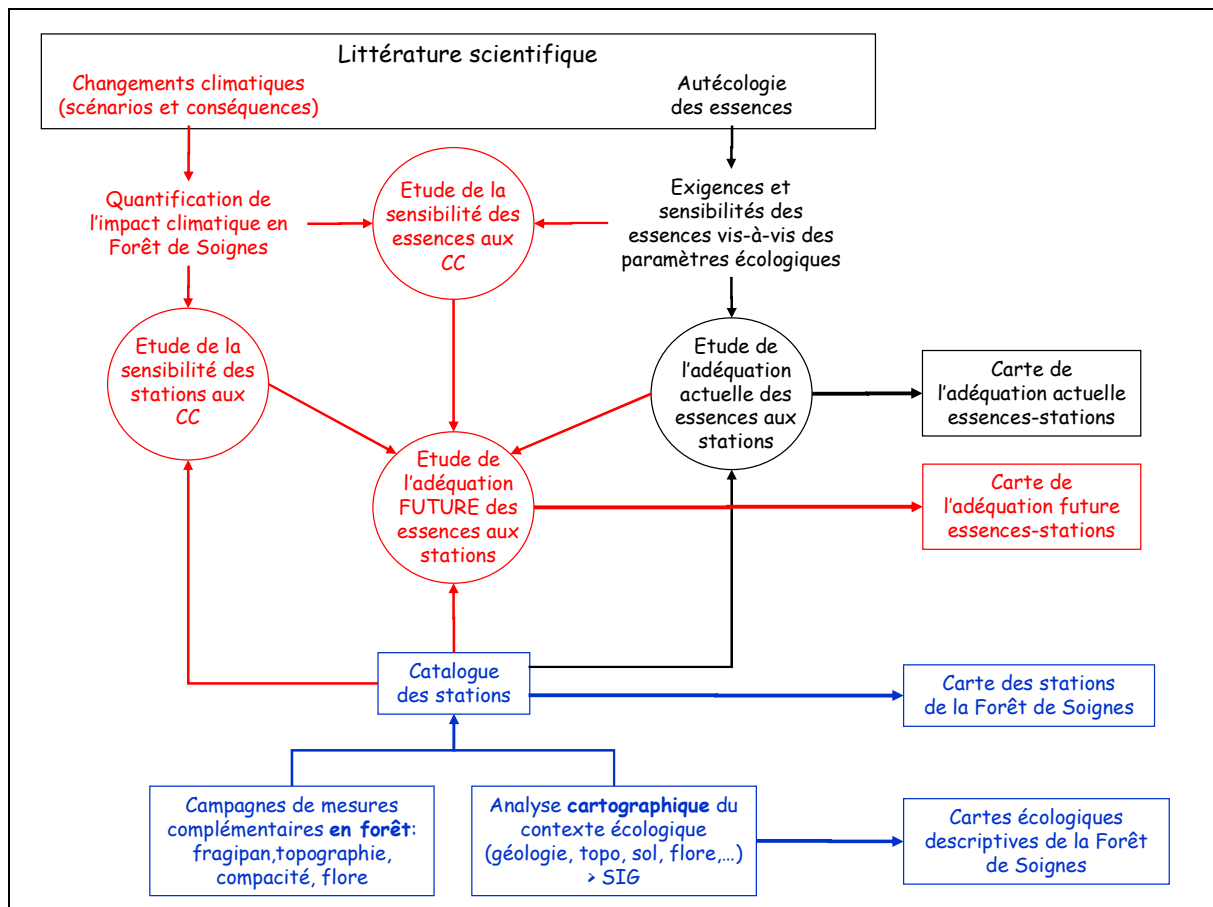 Littérature scientifique
Changements climatiques
(scénarios et conséquences)
Autécologie
des essences
Quantification de
l'impact climatique en
Forêt de Soignes
Etude de la
sensibilité des
essences aux
CC
Exigences et
sensibilités des
essences vis-à-vis des
paramètres écologiques
Etude de la
sensibilité des
stations aux
CC
Etude de
l'adéquation
actuelle des
essences aux
stations
Carte de
l'adéquation actuelle
essences-stations
Etude de
l'adéquation
FUTURE des
essences aux
stations
Carte de
l'adéquation future
essences-stations
Catalogue
des stations
Carte des stations
de la Forêt de Soignes
Campagnes de mesures
complémentaires en forêt:
fragipan,topographie,
compacité, flore
Analyse cartographique du
contexte écologique
(géologie, topo, sol, flore,...)
> SIG
Cartes écologiques
descriptives de la Forêt
de Soignes